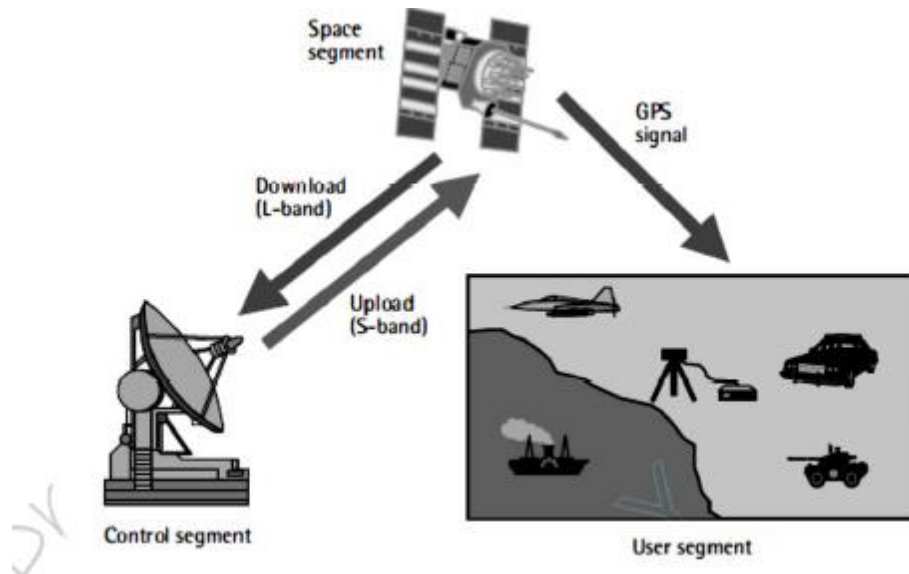 Space
segment
GPS
signal
Download
(L-band)
Upload
(S-band)
Control segment
User segment